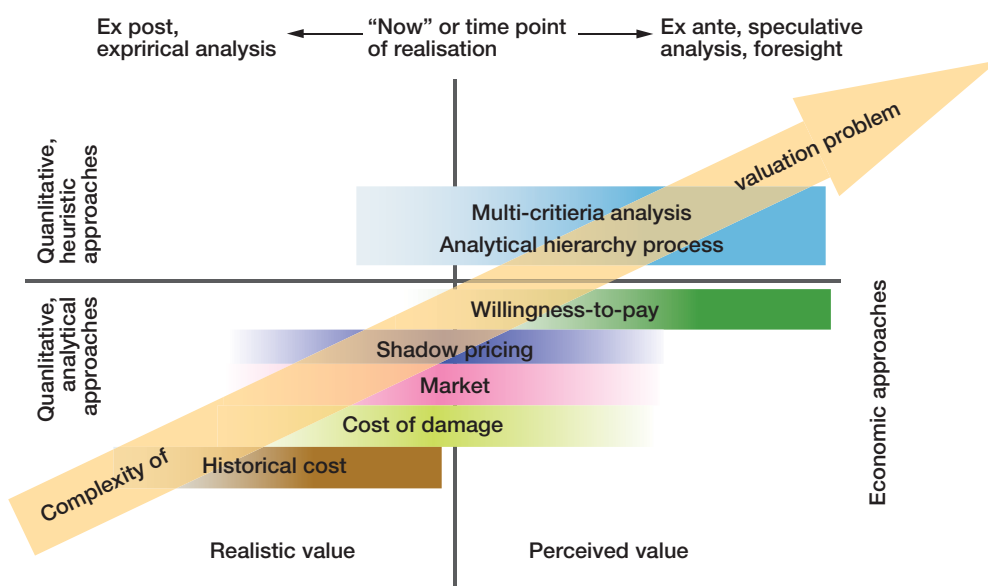 Ex post,
exprirical analysis
“Now” or time point
of realisation
Ex ante, speculative
analysis, foresight
Quanlitative,
heuristic
approaches
valuation problem
Multi-critieria analysis
Analytical hierarchy process
Quanlitative,
analytical
approaches
Willingness-to-pay
Shadow pricing
Market
Cost of damage
Historical cost
Complexity of
Economic approaches
Realistic value
Perceived value